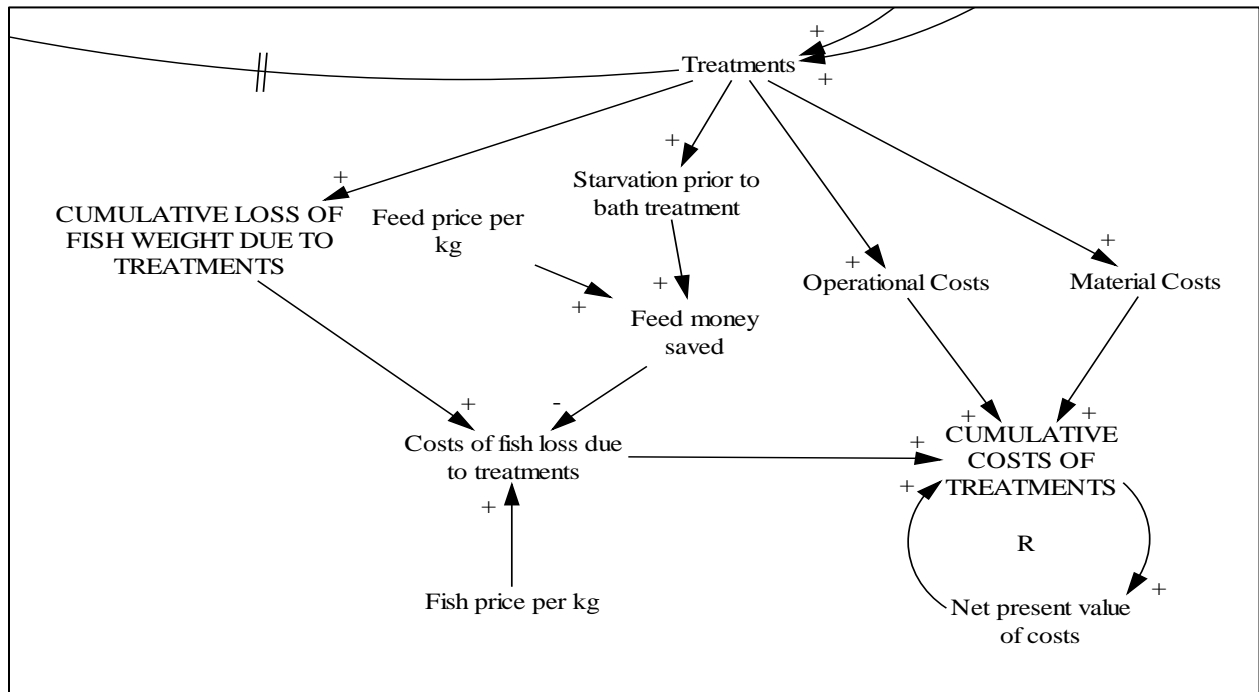 +
Treatments
+
+
+
Starvation prior to
bath treatment
CUMULATIVE LOSS OF
FISH WEIGHT DUE TO
TREATMENTS
Feed price per
kg
+
+
Operational Costs
+
Material Costs
+
+
Feed money
saved
+
-
Costs of fish loss due
to treatments
+
+
+
CUMULATIVE
COSTS OF
TREATMENTS
+
+
R
+
Fish price per kg
Net present value
of costs